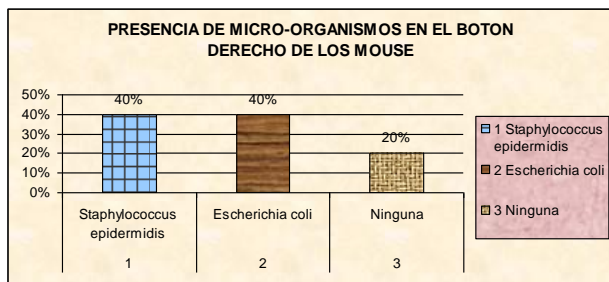 PRESENCIA DE MICRO-ORGANISMOS EN EL BOTON
DERECHO DE LOS MOUSE
50%
40%
30%
20%
10%
0%
40%
40%
20%
Staphylococcus
epidermidis
Escherichia coli
Ninguna
1
2
3
1 Staphylococcus
epidermidis
2 Escherichia coli
3 Ninguna